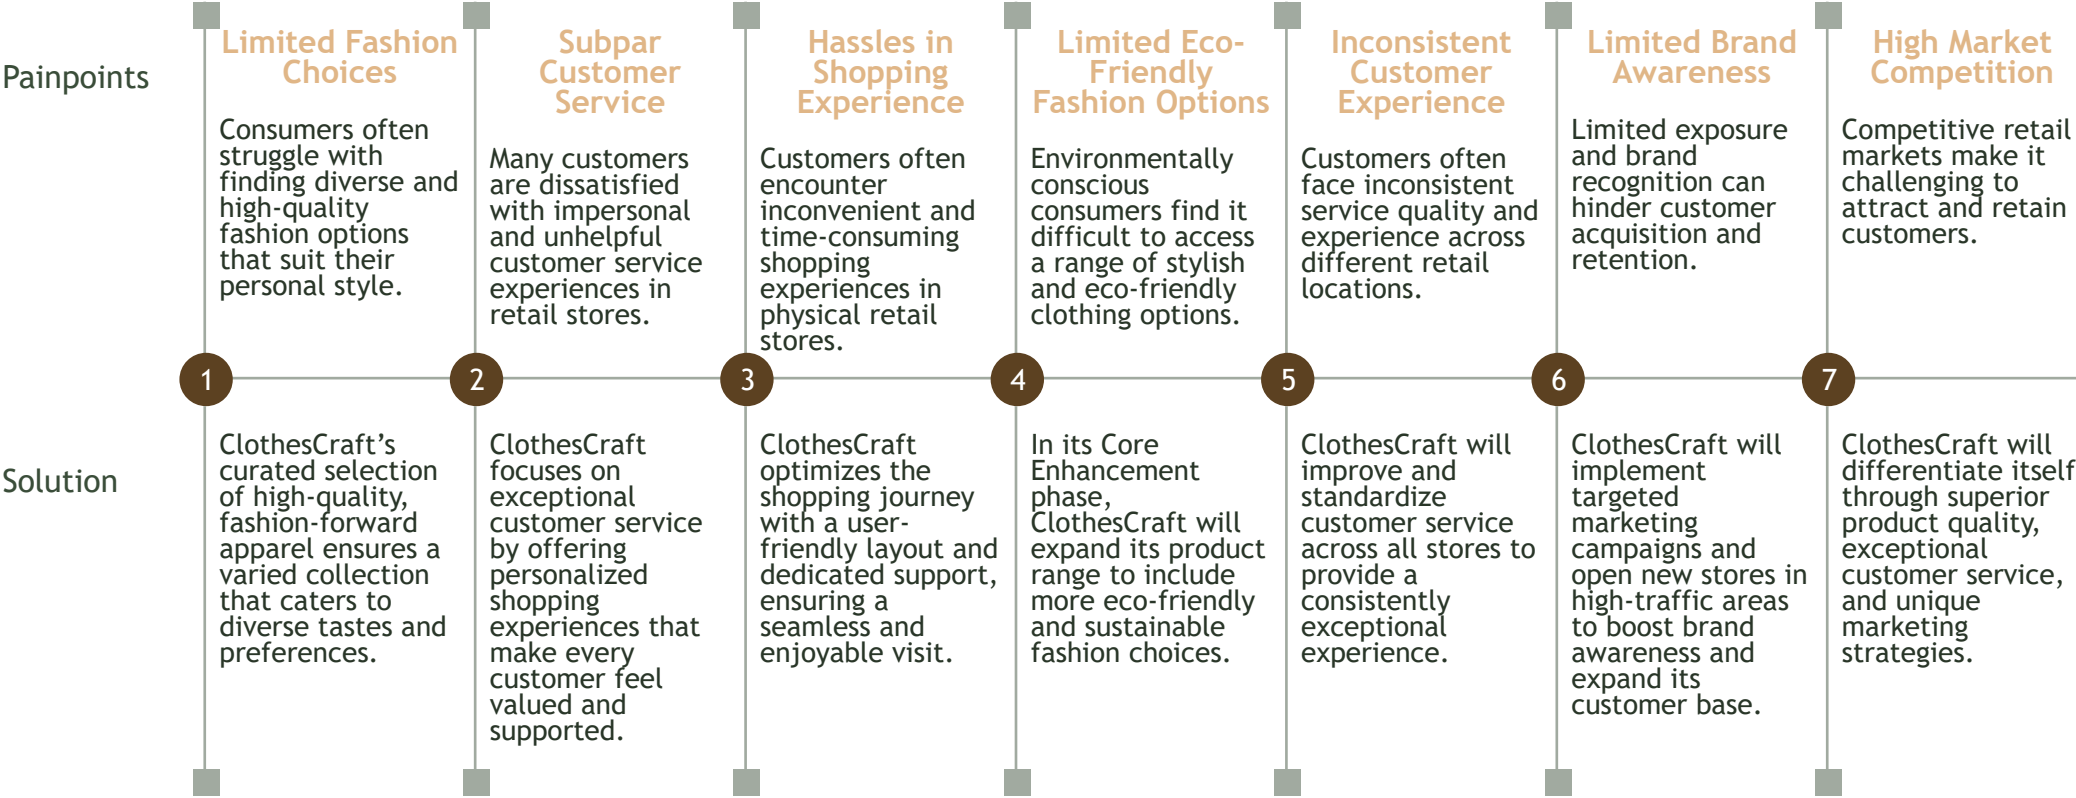 Painpoints
Limited Fashion
Choices
Consumers often
struggle with
finding diverse and
high-quality
fashion options
that suit their
personal style.
Subpar
Customer
Service
Many customers
are dissatisfied
with impersonal
and unhelpful
customer service
experiences in
retail stores.
Hassles in
Shopping
Experience
Customers often
encounter
inconvenient and
time-consuming
shopping
experiences in
physical retail
stores.
Limited Eco-
Friendly
Fashion Options
Environmentally
conscious
consumers find it
difficult to access
a range of stylish
and eco-friendly
clothing options.
Inconsistent
Customer
Experience
Customers often
face inconsistent
service quality and
experience across
different retail
locations.
Limited Brand
Awareness
Limited exposure
and brand
recognition can
hinder customer
acquisition and
retention.
High Market
Competition
Competitive retail
markets make it
challenging to
attract and retain
customers.
1
2
3
4
5
6
7
Solution
ClothesCraft’s
curated selection
of high-quality,
fashion-forward
apparel ensures a
varied collection
that caters to
diverse tastes and
preferences.
ClothesCraft
focuses on
exceptional
customer service
by offering
personalized
shopping
experiences that
make every
customer feel
valued and
supported.
ClothesCraft
optimizes the
shopping journey
with a user-
friendly layout and
dedicated support,
ensuring a
seamless and
enjoyable visit.
In its Core
Enhancement
phase,
ClothesCraft will
expand its product
range to include
more eco-friendly
and sustainable
fashion choices.
ClothesCraft will
improve and
standardize
customer service
across all stores to
provide a
consistently
exceptional
experience.
ClothesCraft will
implement
targeted
marketing
campaigns and
open new stores in
high-traffic areas
to boost brand
awareness and
expand its
customer base.
ClothesCraft will
differentiate itself
through superior
product quality,
exceptional
customer service,
and unique
marketing
strategies.